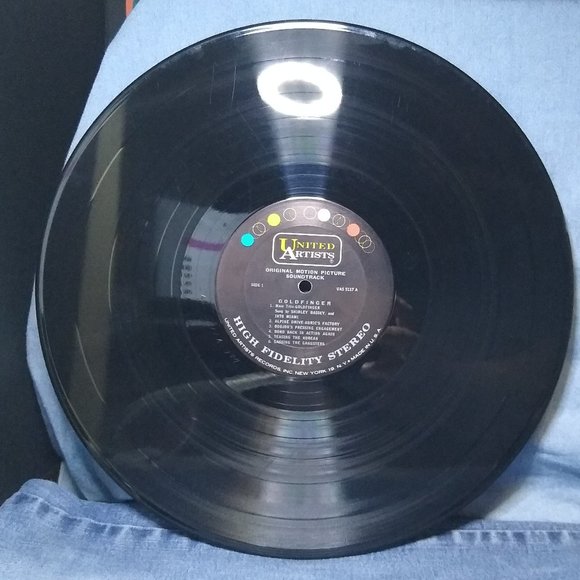 UNITED
ARTISTS
ORIGINAL MOTION PICTURE
SOUNDTRACK
SIDE 1
UAS 5117 A
GOLDFINGER
1. Main Title-GOLDFINGER
Sung by SHIRLEY BASSEY, and
INTO MIAMI
2. ALPINE DRIVE-AURIC'S FACTORY
3. ODDJOB'S PRESSING ENGAGEMENT
4. BOND BACK IN ACTION AGAIN
5. TEASING THE KOREAN
6. GASSING THE GANGSTERS
HIGH FIDELITY STEREO
UNITED ARTISTS RECORDS, INC. NEW YORK 19, N.Y. • MADE IN U.S.A.